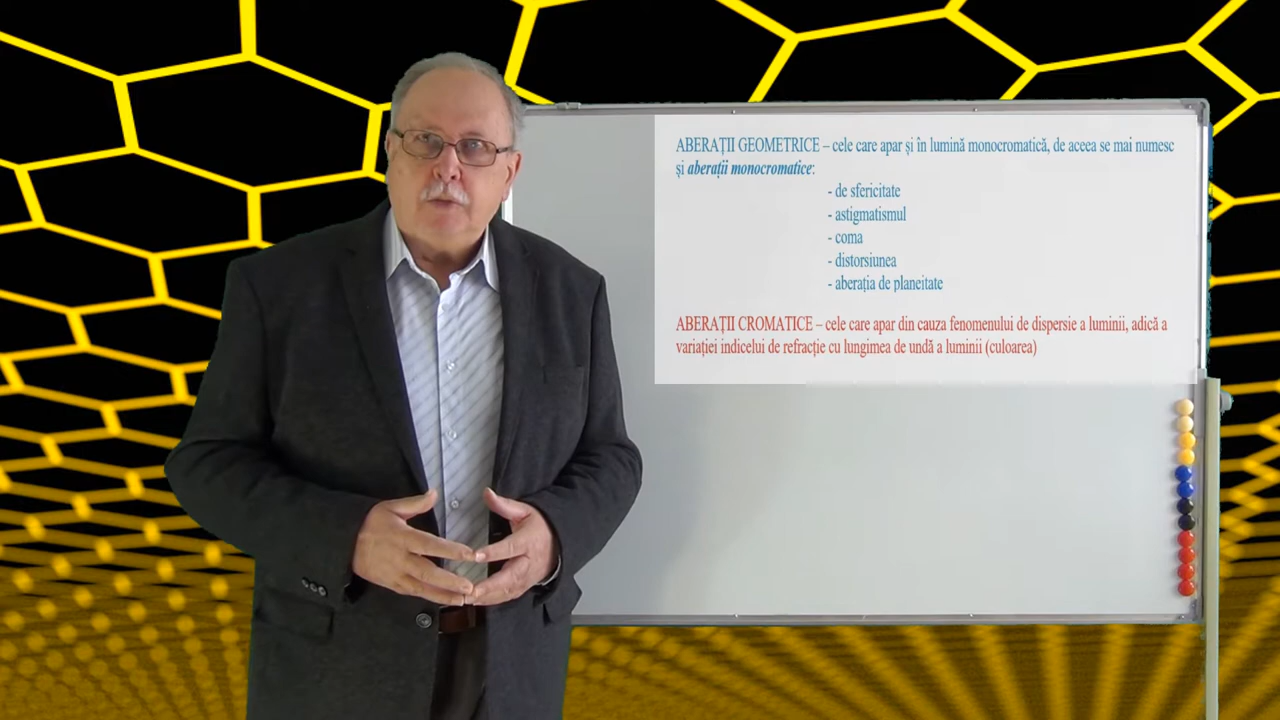 ABERAȚII GEOMETRICE – cele care apar și în lumină monocromatică, de aceea se mai numesc
și aberații monocromatice:
- de sfericitate
- astigmatismul
- coma
- distorsiunea
- aberația de planeitate
ABERAȚII CROMATICE – cele care apar din cauza fenomenului de dispersie a luminii, adică a
variației indicelui de refracție cu lungimea de undă a luminii (culoarea)